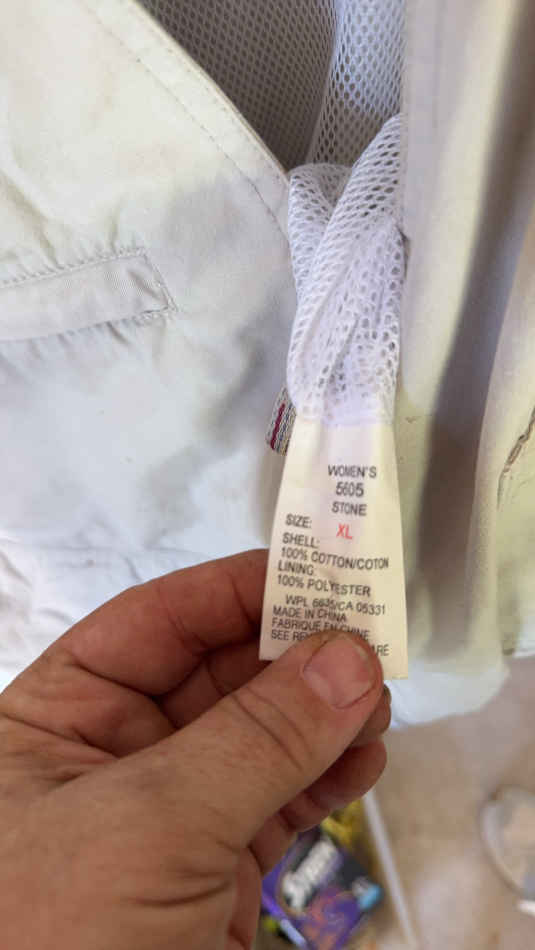 WOMEN'S
5605
STONE
SIZE: XL
SHELL:
100% COTTON/COTON
LINING:
100% POLYESTER
WPL 6635/CA 05331
MADE IN CHINA
FABRIQUE EN CHINE
SEE